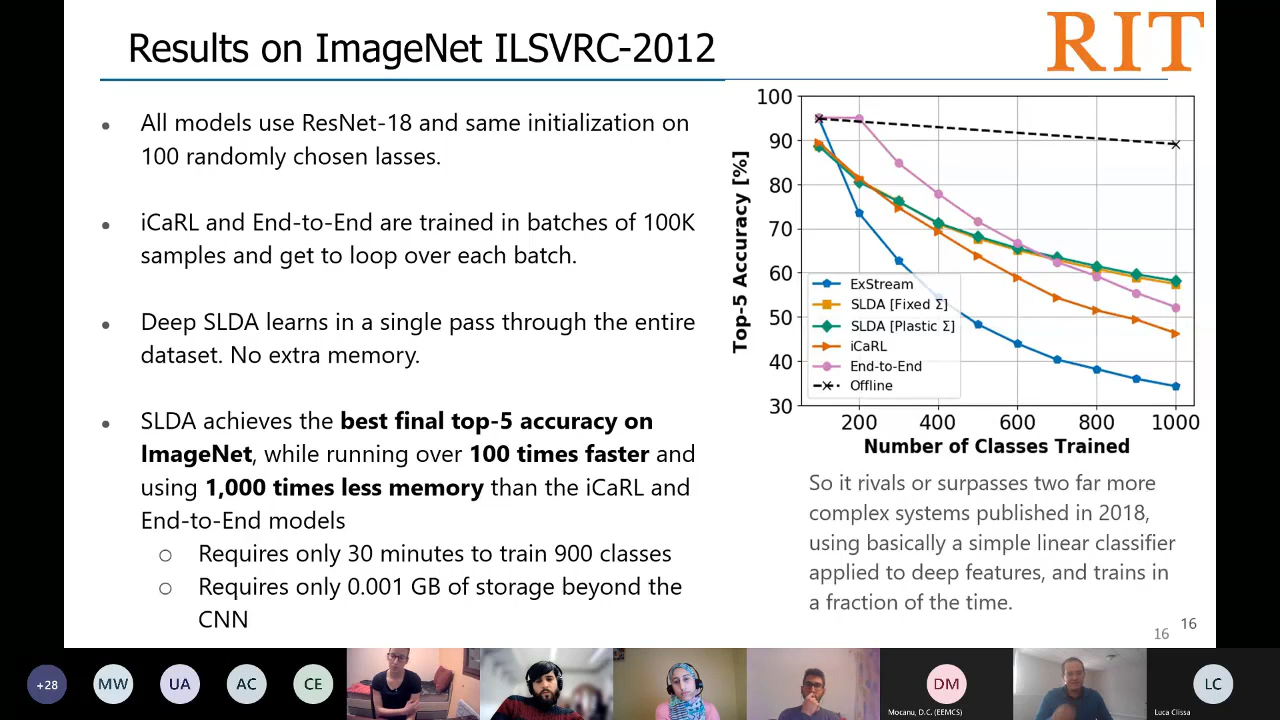 Results on ImageNet ILSVRC-2012
RIT
● All models use ResNet-18 and same initialization on
100 randomly chosen lasses.
● iCaRL and End-to-End are trained in batches of 100K
samples and get to loop over each batch.
● Deep SLDA learns in a single pass through the entire
dataset. No extra memory.
● SLDA achieves the best final top-5 accuracy on
ImageNet, while running over 100 times faster and
using 1,000 times less memory than the iCaRL and
End-to-End models
○ Requires only 30 minutes to train 900 classes
○ Requires only 0.001 GB of storage beyond the
CNN
Top-5 Accuracy [%]
100
90
80
70
60
50
40
30
ExStream
SLDA [Fixed Σ]
SLDA [Plastic Σ]
iCaRL
End-to-End
Offline
200 400 600 800 1000
Number of Classes Trained
So it rivals or surpasses two far more
complex systems published in 2018,
using basically a simple linear classifier
applied to deep features, and trains in
a fraction of the time.
16
16
+28
MW
UA
AC
CE
DM
Mocanu, D.C. (EEMCS)
LC
Luca Clissa